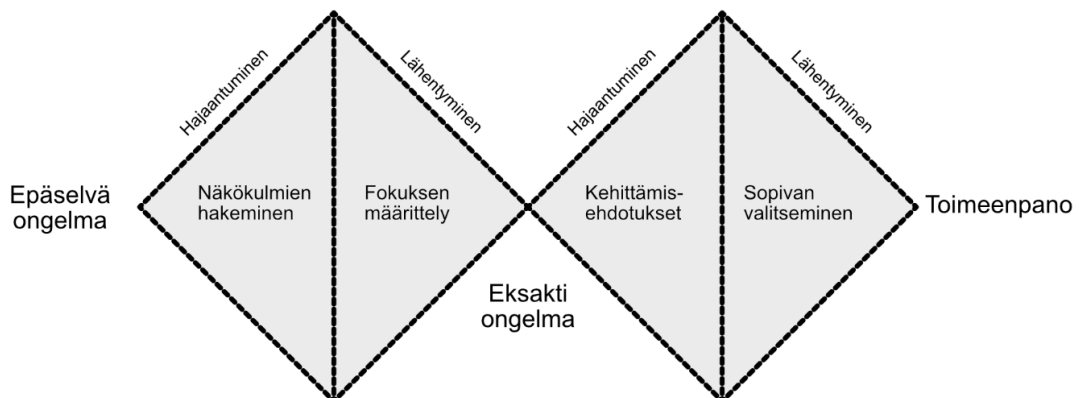 Hajaantuminen
Lähentyminen
Hajaantuminen
Lähentyminen
Epäselvä
ongelma
Näkökulmien
hakeminen
Fokuksen
määrittely
Eksakti
ongelma
Kehittämis-
ehdotukset
Sopivan
valitseminen
Toimeenpano